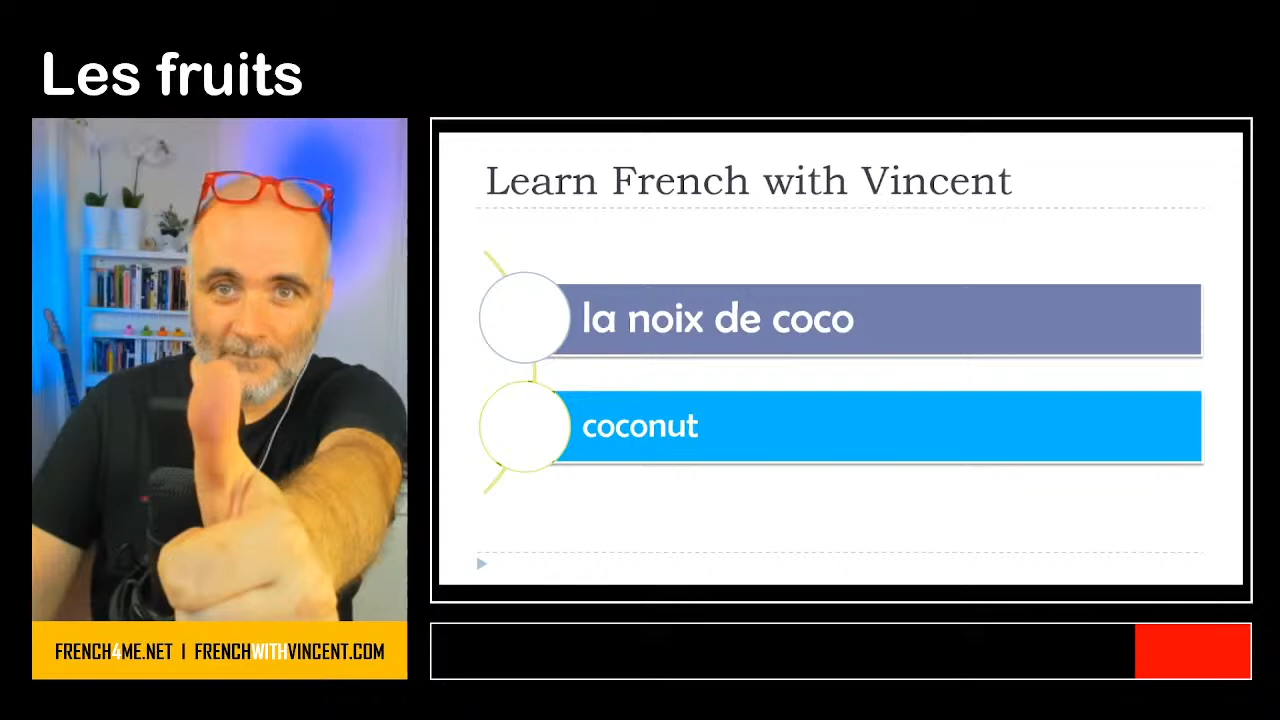 Les fruits
Learn French with Vincent
la noix de coco
coconut
FRENCH4ME.NET | FRENCHWITHVINCENT.COM